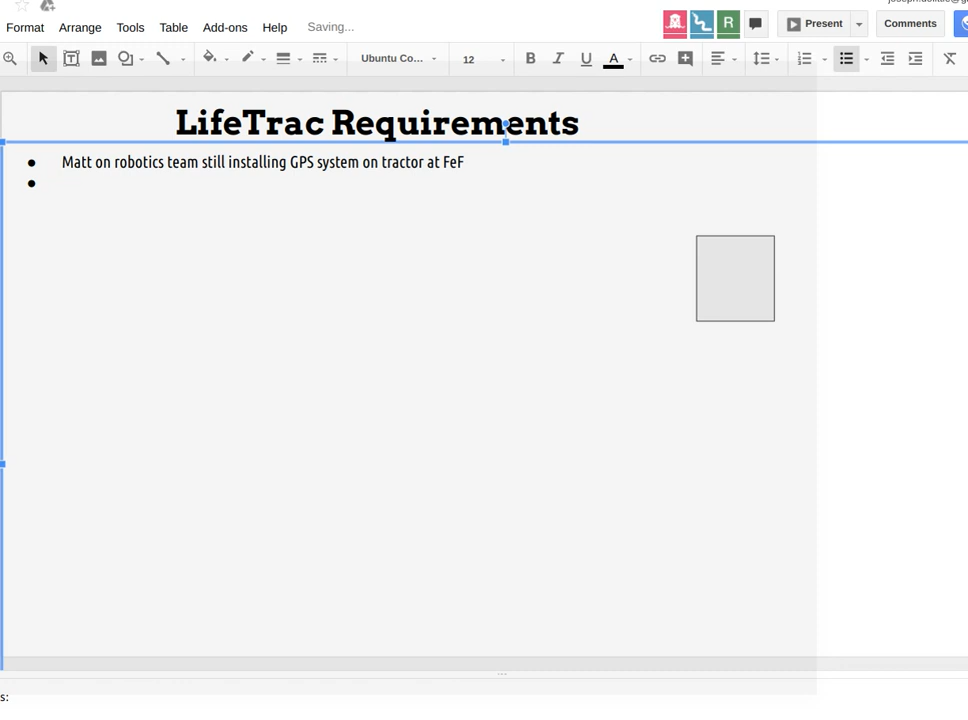 Format Arrange Tools Table Add-ons Help Saving...
R Present Comments
Ubuntu Co... 12 B I U A
LifeTrac Requirements
● Matt on robotics team still installing GPS system on tractor at FeF
●
s: